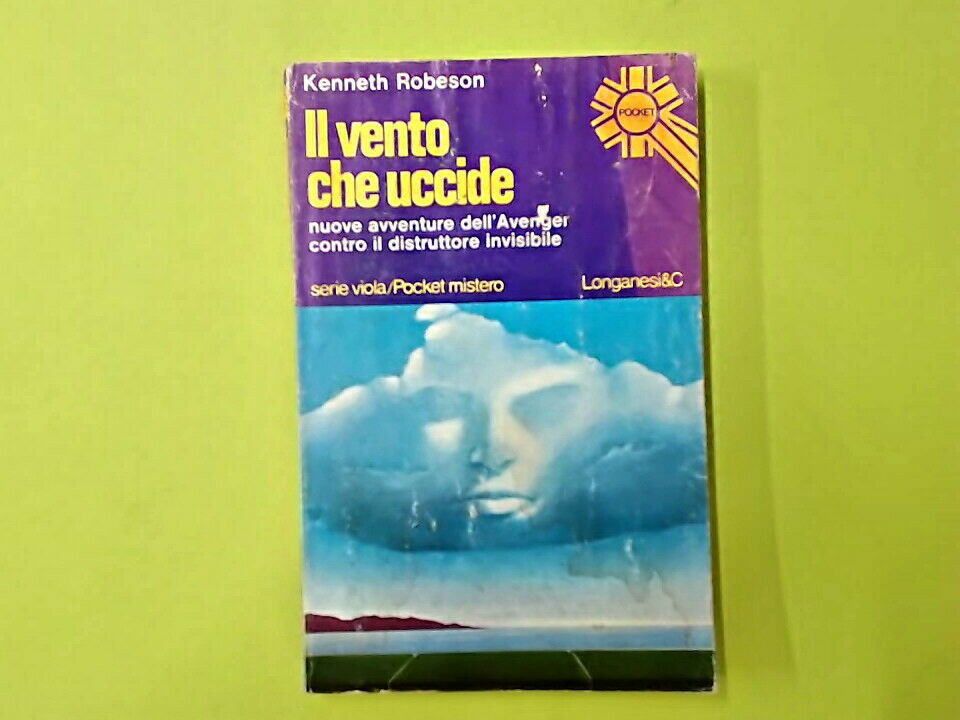 Kenneth Robeson
POCKET
Il vento
che uccide
nuove avventure dell'Avenger
contro il distruttore invisibile
serie viola/Pocket mistero
Longanesi&C